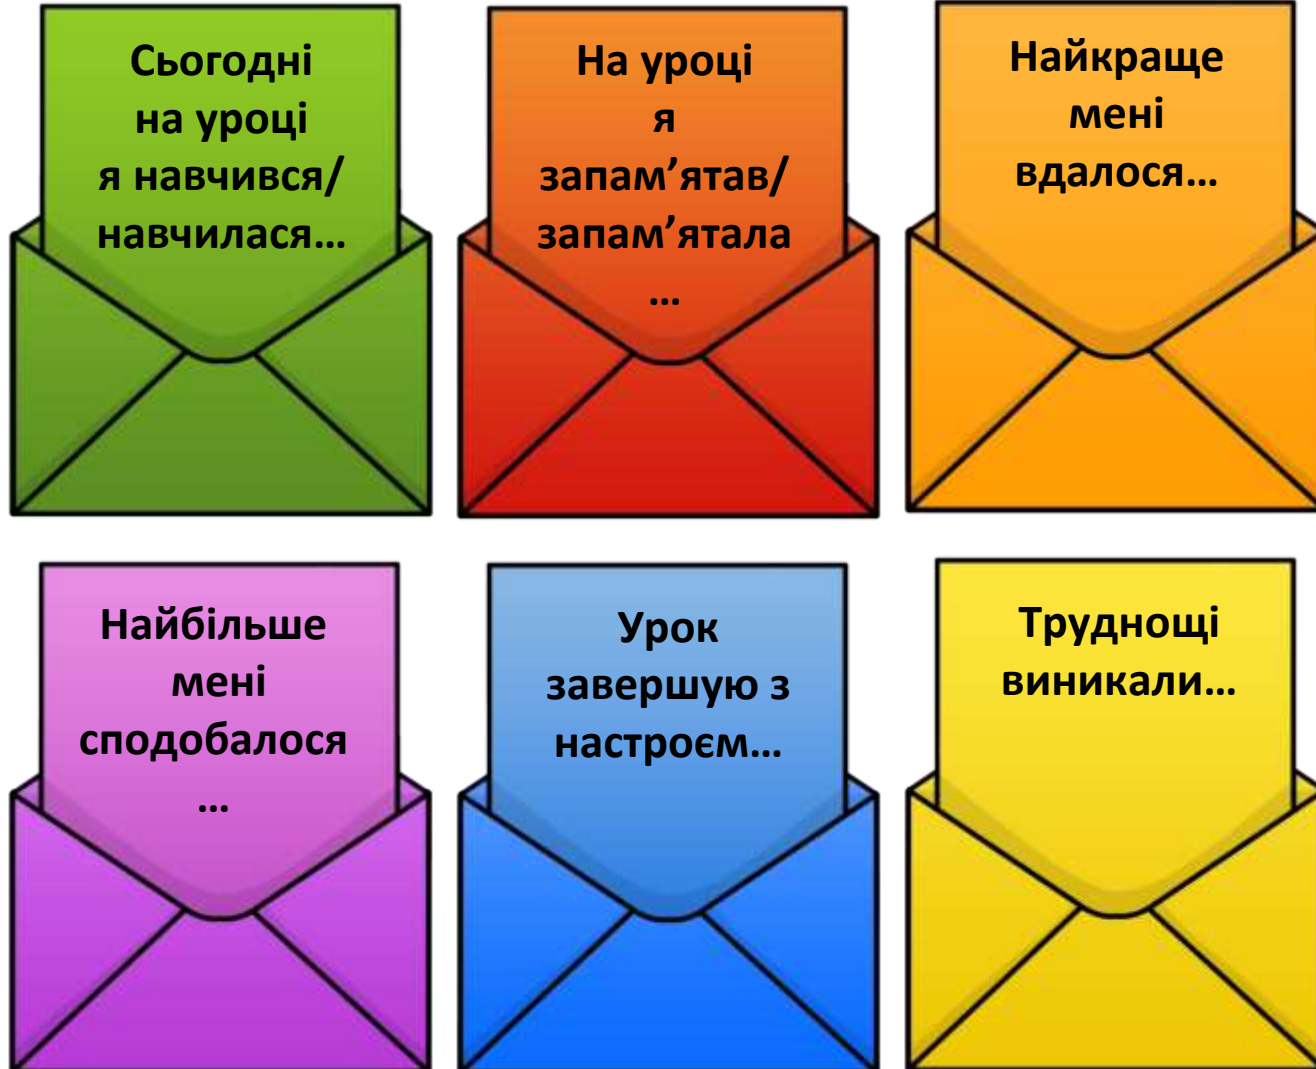 Сьогодні
на уроці
я навчився/
навчилася…
На уроці
я
запам’ятав/
запам’ятала
…
Найкраще
мені
вдалося…
Найбільше
мені
сподобалося
…
Урок
завершую з
настроєм…
Труднощі
виникали…